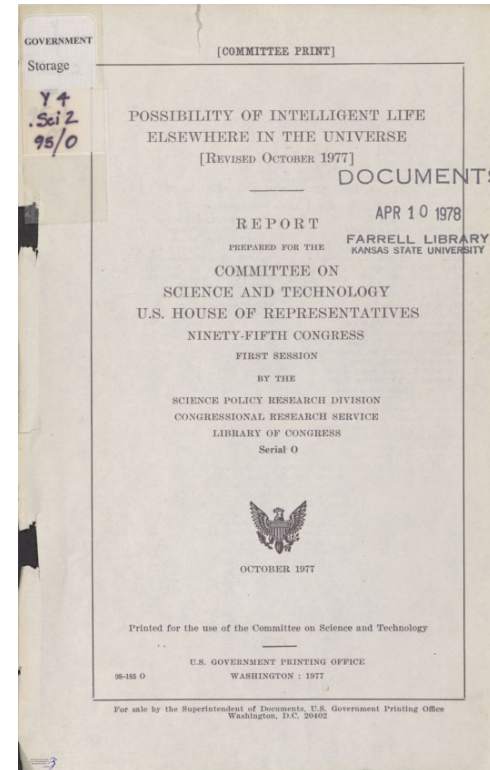 GOVERNMENT
Storage
Y 4
.Sci 2
95/O
[COMMITTEE PRINT]
POSSIBILITY OF INTELLIGENT LIFE
ELSEWHERE IN THE UNIVERSE
[REVISED OCTOBER 1977]
DOCUMENTS
APR 10 1978
FARRELL LIBRARY
KANSAS STATE UNIVERSITY
REPORT
PREPARED FOR THE
COMMITTEE ON
SCIENCE AND TECHNOLOGY
U.S. HOUSE OF REPRESENTATIVES
NINETY-FIFTH CONGRESS
FIRST SESSION
BY THE
SCIENCE POLICY RESEARCH DIVISION
CONGRESSIONAL RESEARCH SERVICE
LIBRARY OF CONGRESS
Serial O
OCTOBER 1977
Printed for the use of the Committee on Science and Technology
U.S. GOVERNMENT PRINTING OFFICE
98-185 O WASHINGTON : 1977
For sale by the Superintendent of Documents, U.S. Government Printing Office
Washington, D.C. 20402
3